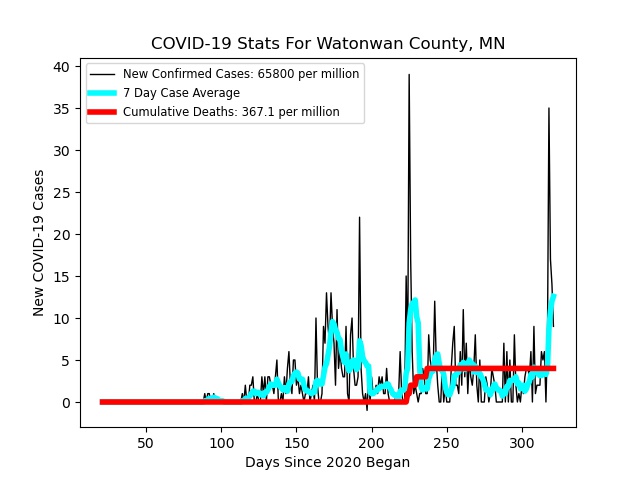 COVID-19 Stats For Watonwan County, MN
New Confirmed Cases: 65800 per million
7 Day Case Average
Cumulative Deaths: 367.1 per million
New COVID-19 Cases
40
35
30
25
20
15
10
5
0
50 100 150 200 250 300
Days Since 2020 Began